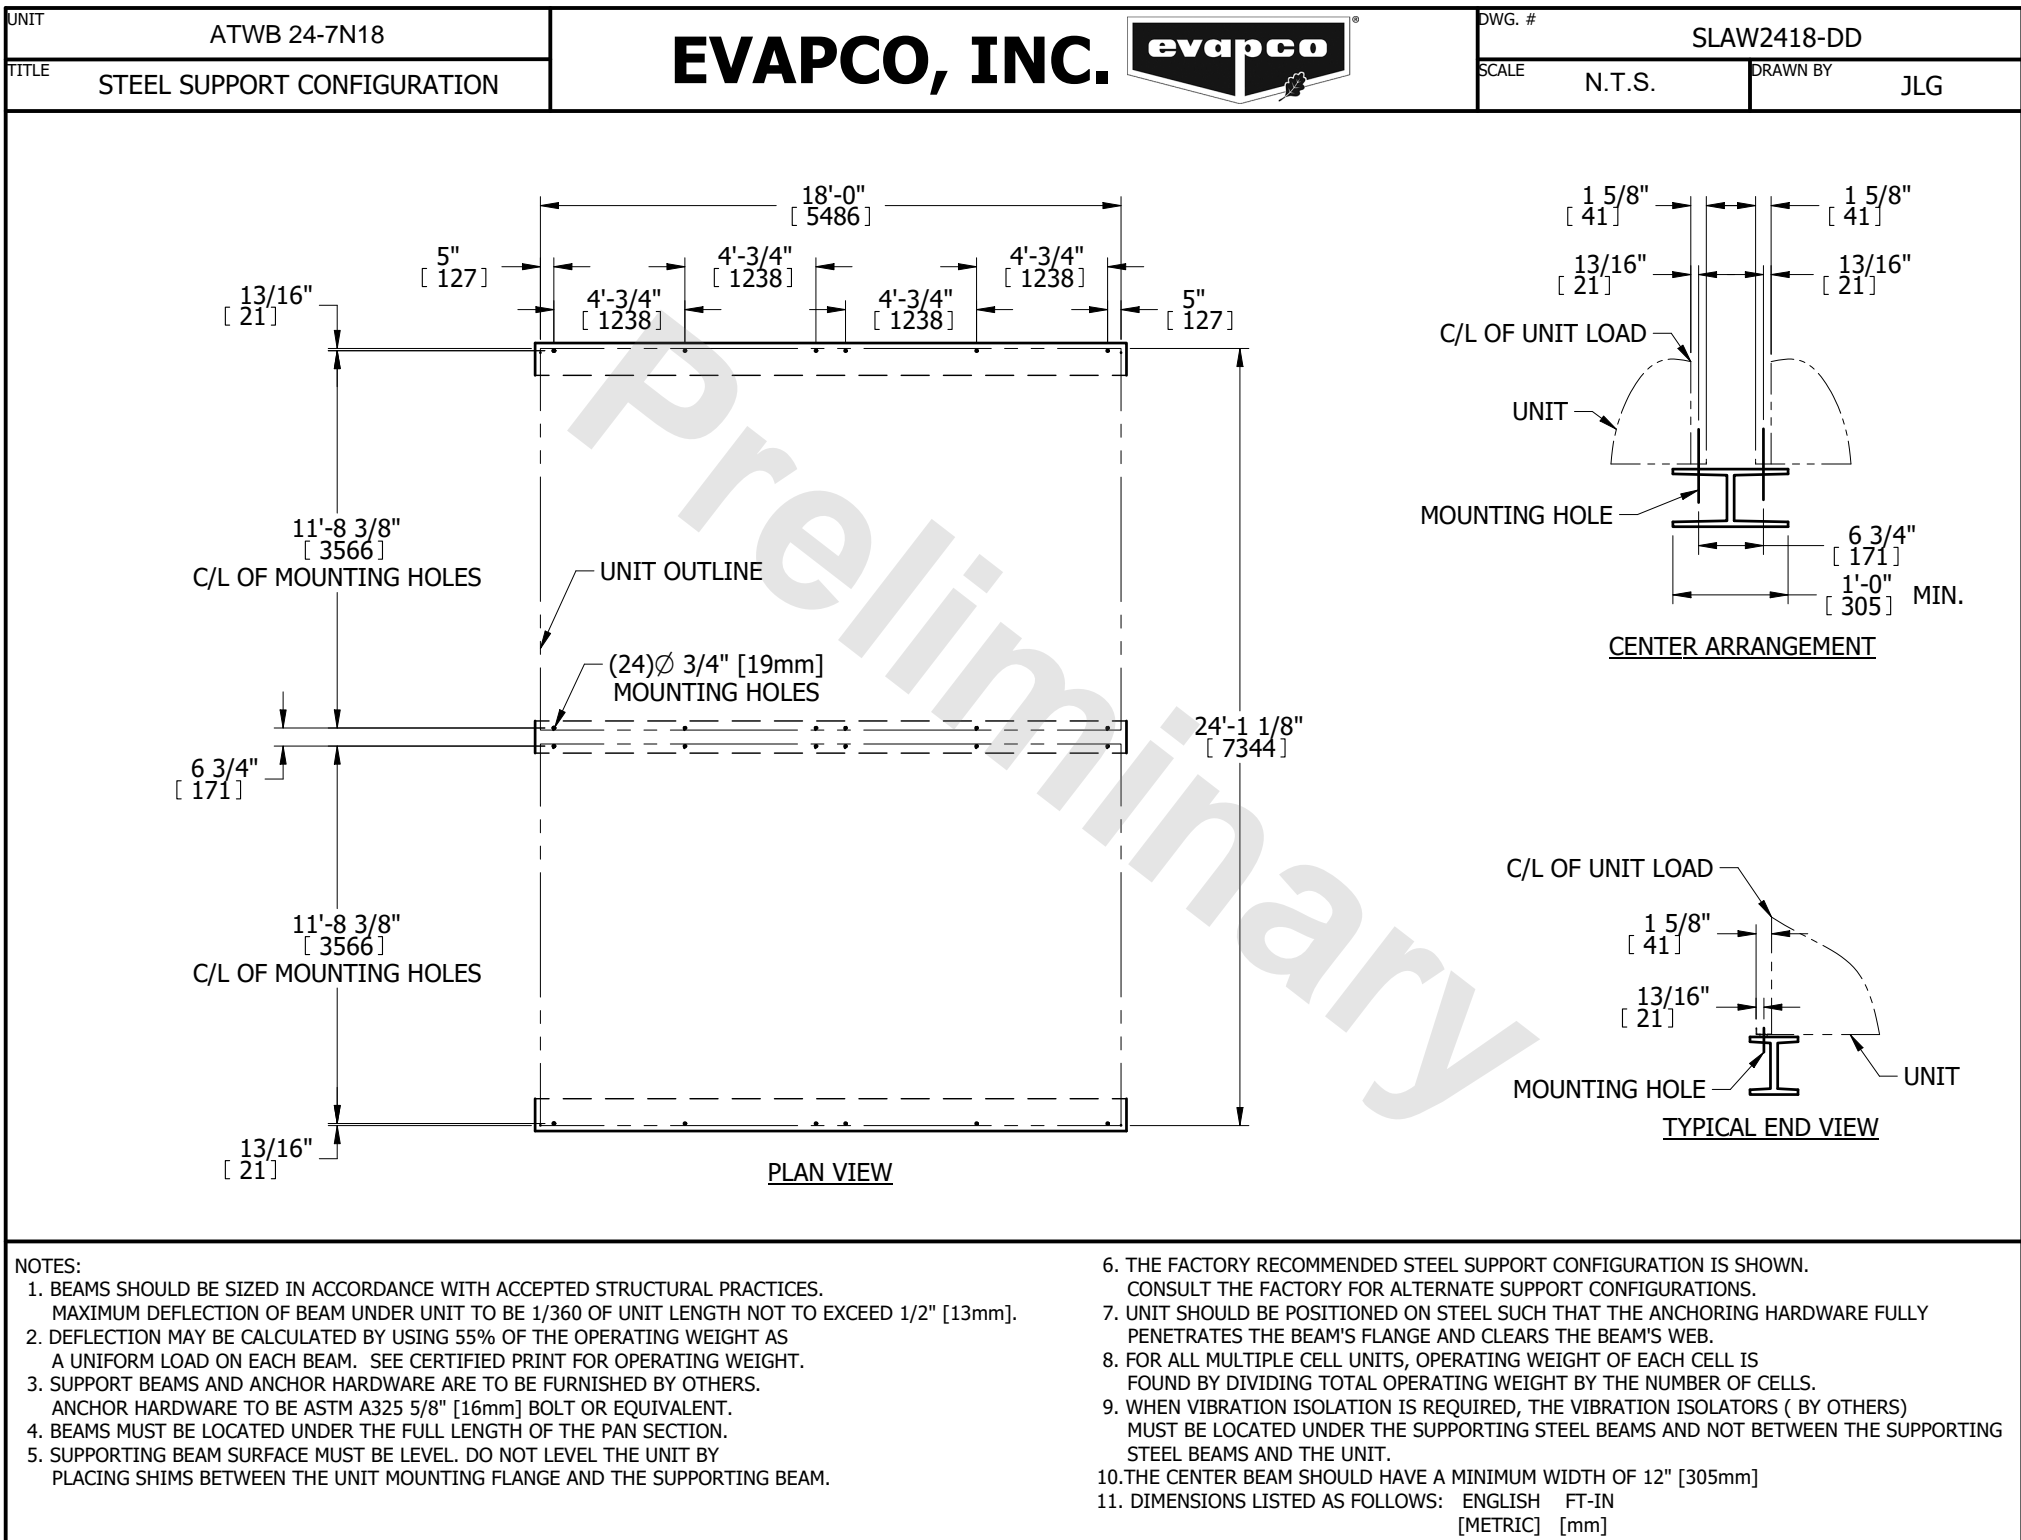 UNIT
ATWB 24-7N18
TITLE
STEEL SUPPORT CONFIGURATION
EVAPCO, INC.
evapco
®
DWG. #
SLAW2418-DD
SCALE
N.T.S.
DRAWN BY
JLG
18'-0"
[ 5486 ]
5"
[ 127 ]
4'-3/4"
[ 1238 ]
4'-3/4"
[ 1238 ]
13/16"
[ 21 ]
4'-3/4"
[ 1238 ]
4'-3/4"
[ 1238 ]
5"
[ 127 ]
11'-8 3/8"
[ 3566 ]
C/L OF MOUNTING HOLES
UNIT OUTLINE
(24)∅ 3/4" [19mm]
MOUNTING HOLES
6 3/4"
[ 171 ]
24'-1 1/8"
[ 7344 ]
11'-8 3/8"
[ 3566 ]
C/L OF MOUNTING HOLES
13/16"
[ 21 ]
PLAN VIEW
Preliminary
1 5/8"
[ 41 ]
1 5/8"
[ 41 ]
13/16"
[ 21 ]
13/16"
[ 21 ]
C/L OF UNIT LOAD
UNIT
MOUNTING HOLE
6 3/4"
[ 171 ]
1'-0"
[ 305 ]
MIN.
CENTER ARRANGEMENT
C/L OF UNIT LOAD
1 5/8"
[ 41 ]
13/16"
[ 21 ]
MOUNTING HOLE
UNIT
TYPICAL END VIEW
NOTES:
1. BEAMS SHOULD BE SIZED IN ACCORDANCE WITH ACCEPTED STRUCTURAL PRACTICES.
MAXIMUM DEFLECTION OF BEAM UNDER UNIT TO BE 1/360 OF UNIT LENGTH NOT TO EXCEED 1/2" [13mm].
2. DEFLECTION MAY BE CALCULATED BY USING 55% OF THE OPERATING WEIGHT AS
A UNIFORM LOAD ON EACH BEAM. SEE CERTIFIED PRINT FOR OPERATING WEIGHT.
3. SUPPORT BEAMS AND ANCHOR HARDWARE ARE TO BE FURNISHED BY OTHERS.
ANCHOR HARDWARE TO BE ASTM A325 5/8" [16mm] BOLT OR EQUIVALENT.
4. BEAMS MUST BE LOCATED UNDER THE FULL LENGTH OF THE PAN SECTION.
5. SUPPORTING BEAM SURFACE MUST BE LEVEL. DO NOT LEVEL THE UNIT BY
PLACING SHIMS BETWEEN THE UNIT MOUNTING FLANGE AND THE SUPPORTING BEAM.
6. THE FACTORY RECOMMENDED STEEL SUPPORT CONFIGURATION IS SHOWN.
CONSULT THE FACTORY FOR ALTERNATE SUPPORT CONFIGURATIONS.
7. UNIT SHOULD BE POSITIONED ON STEEL SUCH THAT THE ANCHORING HARDWARE FULLY
PENETRATES THE BEAM'S FLANGE AND CLEARS THE BEAM'S WEB.
8. FOR ALL MULTIPLE CELL UNITS, OPERATING WEIGHT OF EACH CELL IS
FOUND BY DIVIDING TOTAL OPERATING WEIGHT BY THE NUMBER OF CELLS.
9. WHEN VIBRATION ISOLATION IS REQUIRED, THE VIBRATION ISOLATORS ( BY OTHERS)
MUST BE LOCATED UNDER THE SUPPORTING STEEL BEAMS AND NOT BETWEEN THE SUPPORTING
STEEL BEAMS AND THE UNIT.
10.THE CENTER BEAM SHOULD HAVE A MINIMUM WIDTH OF 12" [305mm]
11. DIMENSIONS LISTED AS FOLLOWS: ENGLISH FT-IN
[METRIC] [mm]